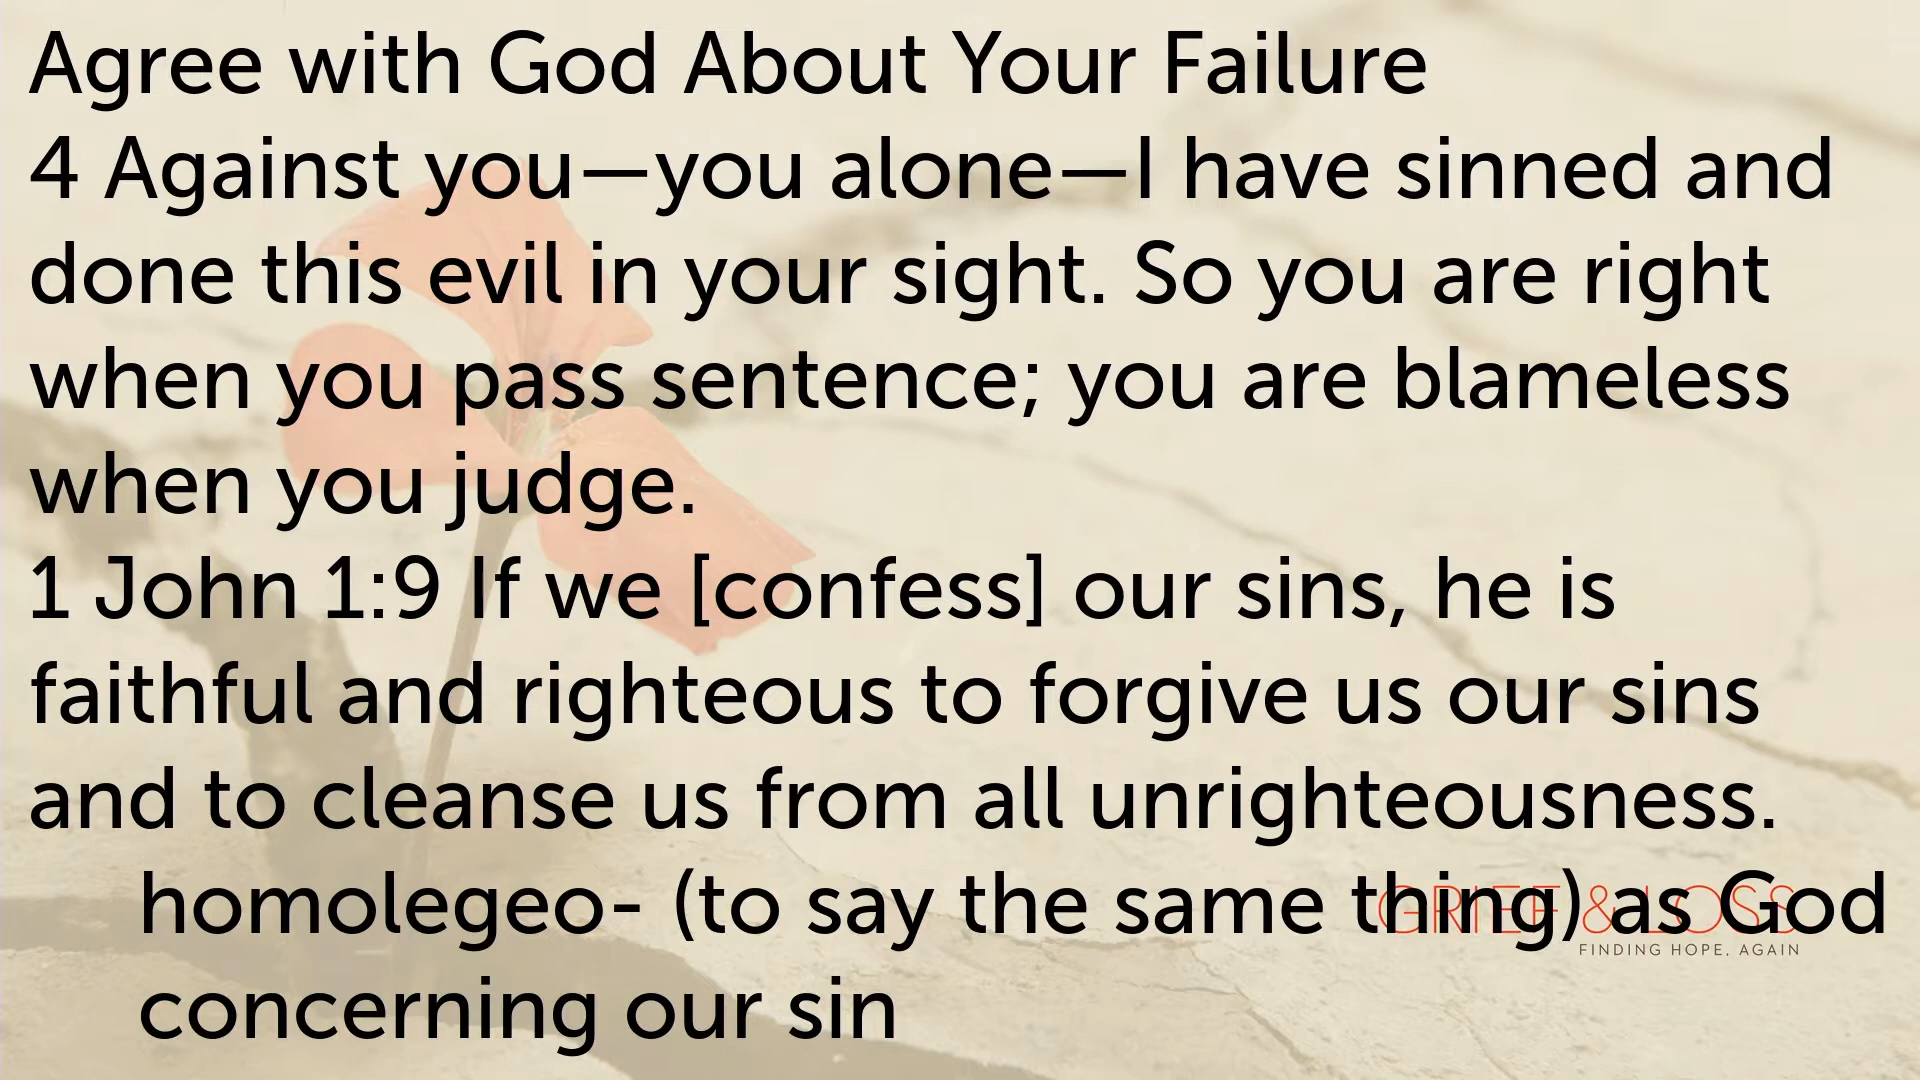 Agree with God About Your Failure
4 Against you—you alone—I have sinned and
done this evil in your sight. So you are right
when you pass sentence; you are blameless
when you judge.
1 John 1:9 If we [confess] our sins, he is
faithful and righteous to forgive us our sins
and to cleanse us from all unrighteousness.
homolegeo- (to say the same thing) as God
GRIEF & LOSS
FINDING HOPE. AGAIN
concerning our sin